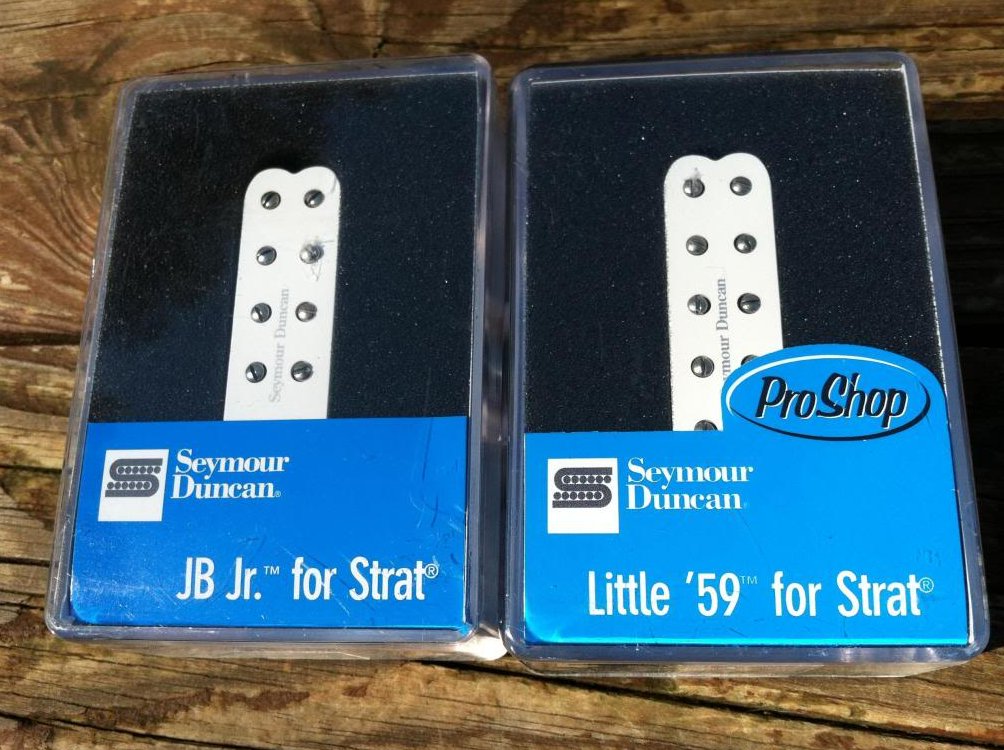 Seymour Duncan
Seymour
Duncan®
JB Jr.™ for Strat®
Seymour Duncan
ProShop
Seymour
Duncan®
Little '59™ for Strat®